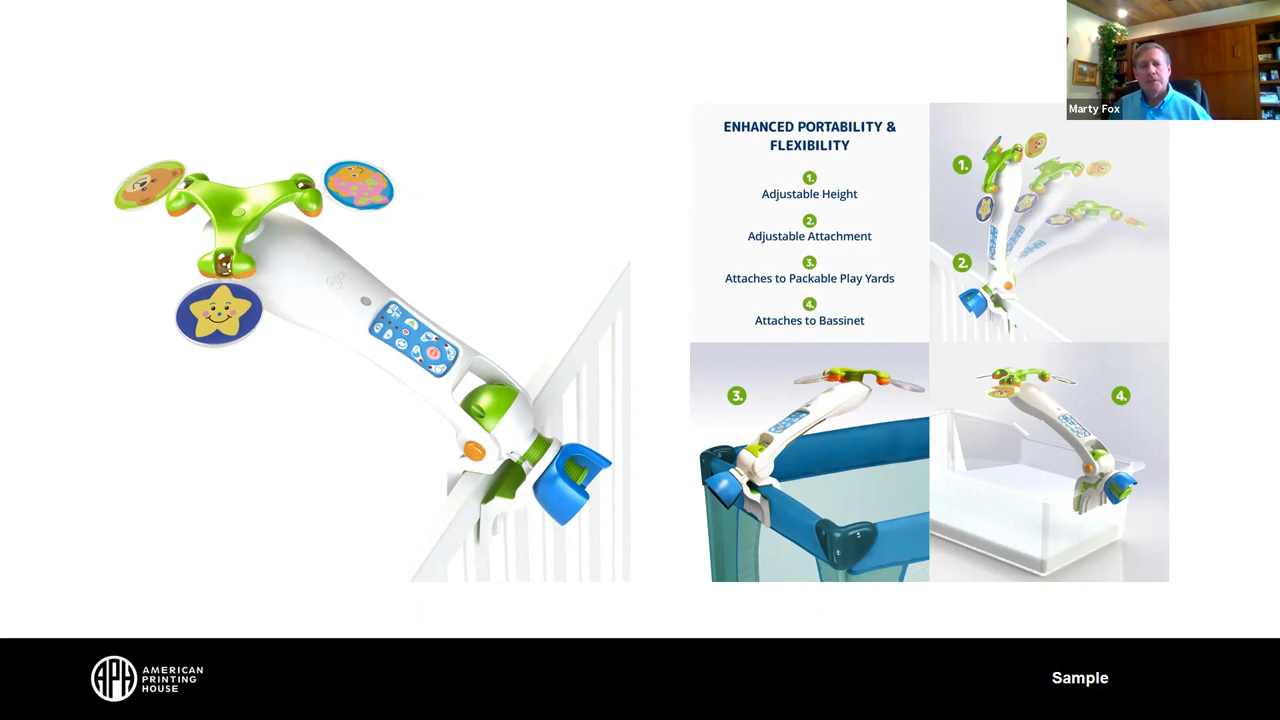 Marty Fox
ENHANCED PORTABILITY &
FLEXIBILITY
1.
Adjustable Height
2.
Adjustable Attachment
3.
Attaches to Packable Play Yards
4.
Attaches to Bassinet
1.
2.
3.
4.
APH
AMERICAN
PRINTING
HOUSE
Sample